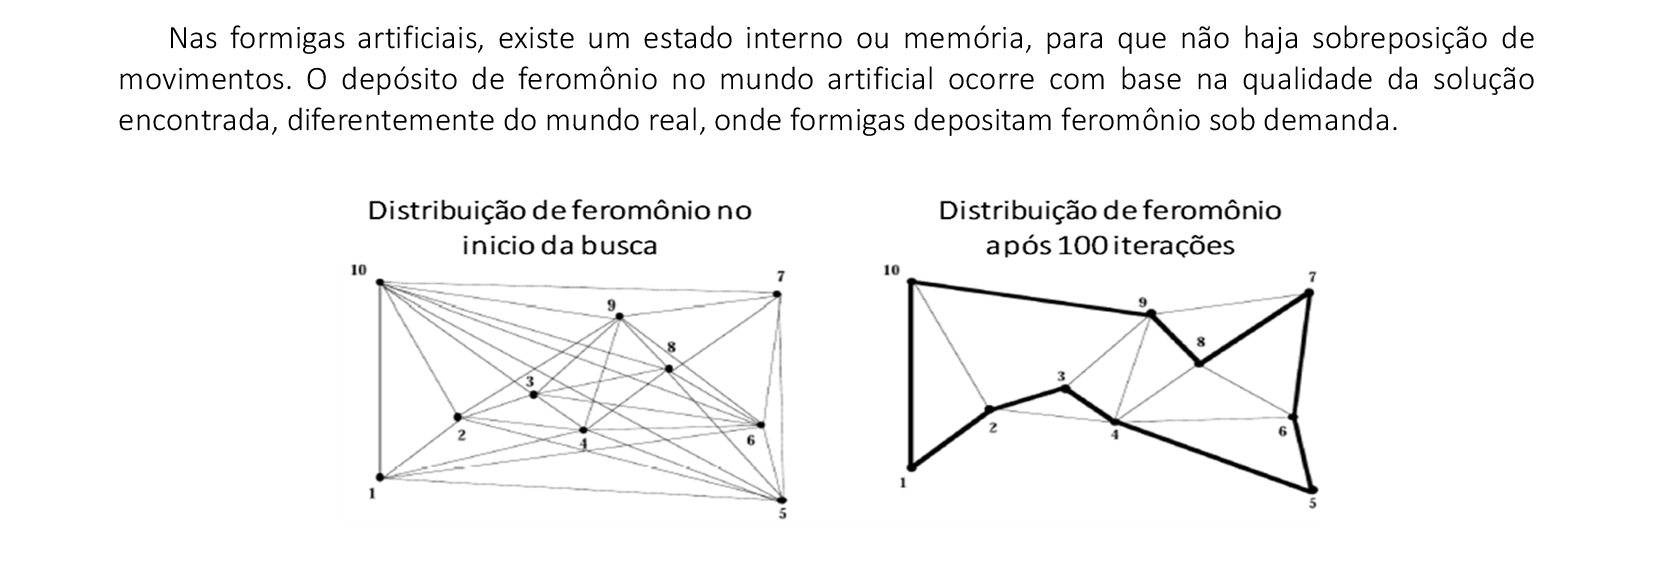 Nas formigas artificiais, existe um estado interno ou memória, para que não haja sobreposição de
movimentos. O depósito de feromônio no mundo artificial ocorre com base na qualidade da solução
encontrada, diferentemente do mundo real, onde formigas depositam feromônio sob demanda.
Distribuição de feromônio no
inicio da busca
10
7
9
8
3
2
4
6
1
5
Distribuição de feromônio
após 100 iterações
10
7
9
8
3
2
4
6
1
5